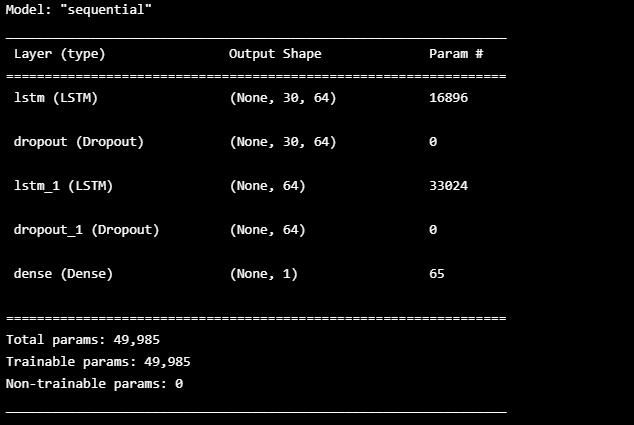 Model: "sequential"
_________________________________________________________________
Layer (type) Output Shape Param #
=================================================================
lstm (LSTM) (None, 30, 64) 16896
dropout (Dropout) (None, 30, 64) 0
lstm_1 (LSTM) (None, 64) 33024
dropout_1 (Dropout) (None, 64) 0
dense (Dense) (None, 1) 65
=================================================================
Total params: 49,985
Trainable params: 49,985
Non-trainable params: 0
_________________________________________________________________